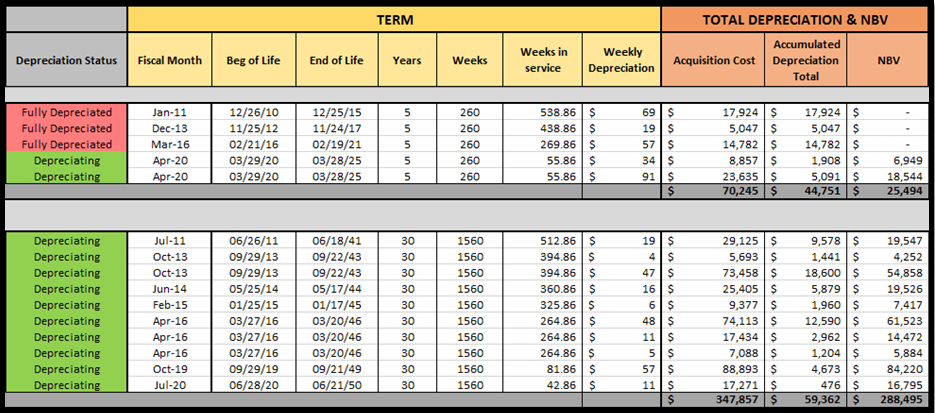 TERM TOTAL DEPRECIATION & NBV
Depreciation Status Fiscal Month Beg of Life End of Life Years Weeks Weeks in service Weekly Depreciation Acquisition Cost Accumulated Depreciation Total NBV
Fully Depreciated Jan-11 12/26/10 12/25/15 5 260 538.86 $ 69 $ 17,924 $ 17,924 $ -
Fully Depreciated Dec-13 11/25/12 11/24/17 5 260 438.86 $ 19 $ 5,047 $ 5,047 $ -
Fully Depreciated Mar-16 02/21/16 02/19/21 5 260 269.86 $ 57 $ 14,782 $ 14,782 $ -
Depreciating Apr-20 03/29/20 03/28/25 5 260 55.86 $ 34 $ 8,857 $ 1,908 $ 6,949
Depreciating Apr-20 03/29/20 03/28/25 5 260 55.86 $ 91 $ 23,635 $ 5,091 $ 18,544
$ 70,245 $ 44,751 $ 25,494
Depreciating Jul-11 06/26/11 06/18/41 30 1560 512.86 $ 19 $ 29,125 $ 9,578 $ 19,547
Depreciating Oct-13 09/29/13 09/22/43 30 1560 394.86 $ 4 $ 5,693 $ 1,441 $ 4,252
Depreciating Oct-13 09/29/13 09/22/43 30 1560 394.86 $ 47 $ 73,458 $ 18,600 $ 54,858
Depreciating Jun-14 05/25/14 05/17/44 30 1560 360.86 $ 16 $ 25,405 $ 5,879 $ 19,526
Depreciating Feb-15 01/25/15 01/17/45 30 1560 325.86 $ 6 $ 9,377 $ 1,960 $ 7,417
Depreciating Apr-16 03/27/16 03/20/46 30 1560 264.86 $ 48 $ 74,113 $ 12,590 $ 61,523
Depreciating Apr-16 03/27/16 03/20/46 30 1560 264.86 $ 11 $ 17,434 $ 2,962 $ 14,472
Depreciating Apr-16 03/27/16 03/20/46 30 1560 264.86 $ 5 $ 7,088 $ 1,204 $ 5,884
Depreciating Oct-19 09/29/19 09/21/49 30 1560 81.86 $ 57 $ 88,893 $ 4,673 $ 84,220
Depreciating Jul-20 06/28/20 06/21/50 30 1560 42.86 $ 11 $ 17,271 $ 476 $ 16,795
$ 347,857 $ 59,362 $ 288,495